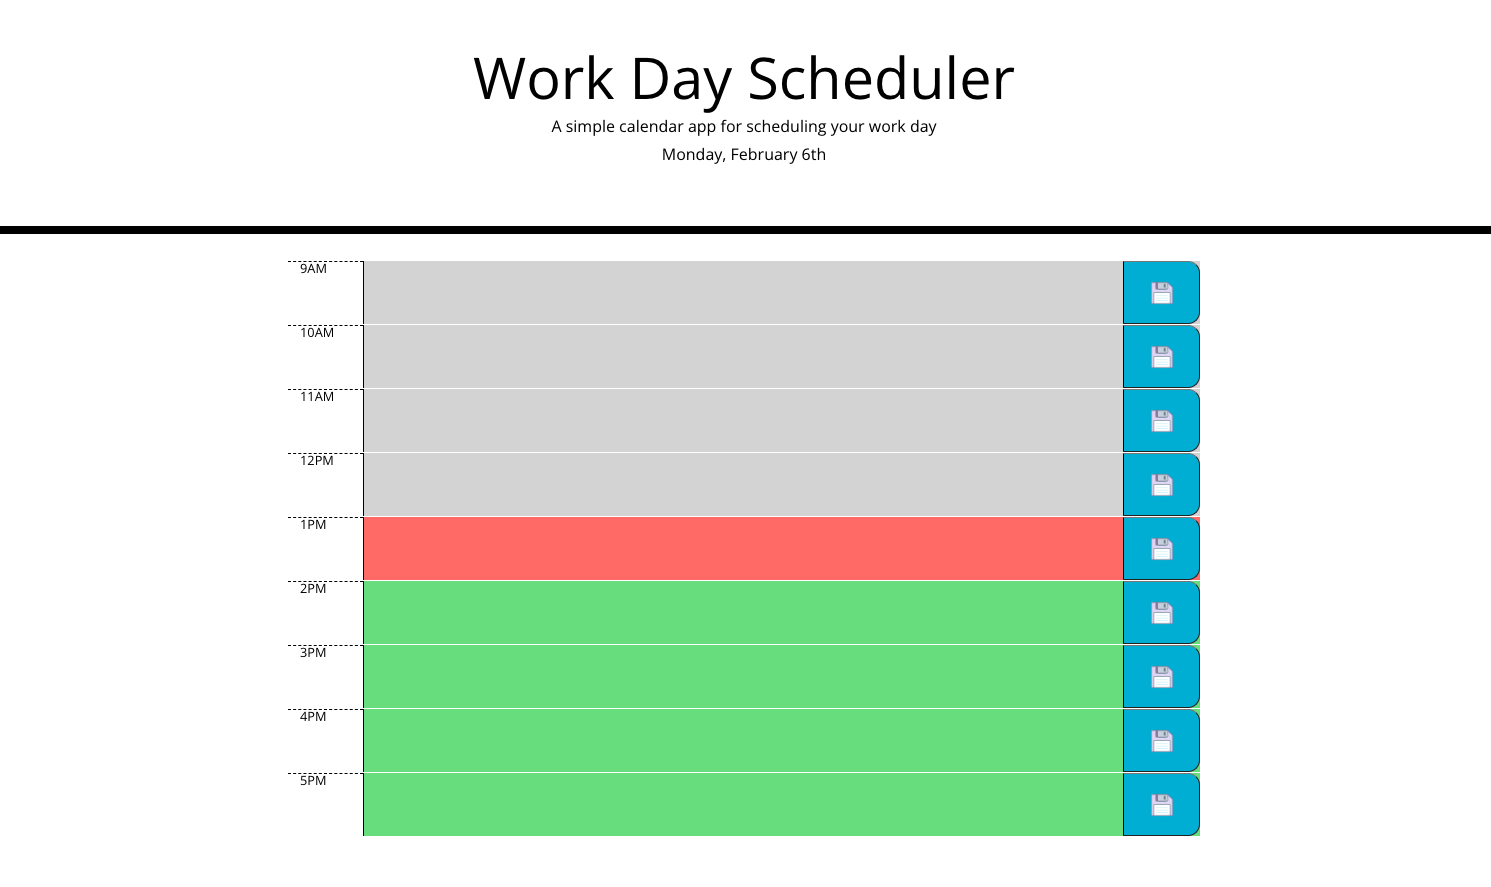 Work Day Scheduler
A simple calendar app for scheduling your work day
Monday, February 6th
9AM
10AM
11AM
12PM
1PM
2PM
3PM
4PM
5PM